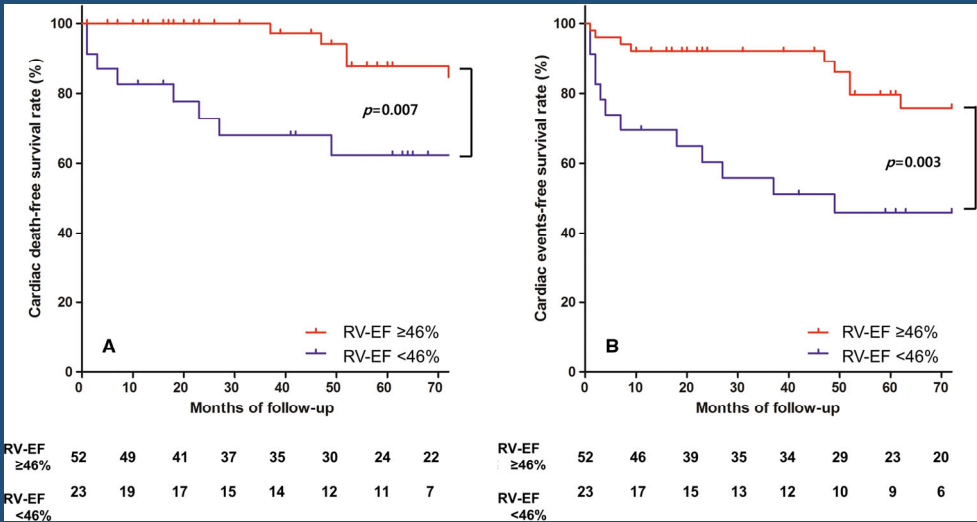 Cardiac death-free survival rate (%)
100
80
60
40
20
0
p=0.007
A
RV-EF ≥46%
RV-EF <46%
0 10 20 30 40 50 60 70
Months of follow-up
RV-EF ≥46% 52 49 41 37 35 30 24 22
RV-EF <46% 23 19 17 15 14 12 11 7
Cardiac events-free survival rate (%)
100
80
60
40
20
0
p=0.003
B
RV-EF ≥46%
RV-EF <46%
0 10 20 30 40 50 60 70
Months of follow-up
RV-EF ≥46% 52 46 39 35 34 29 23 20
RV-EF <46% 23 17 15 13 12 10 9 6